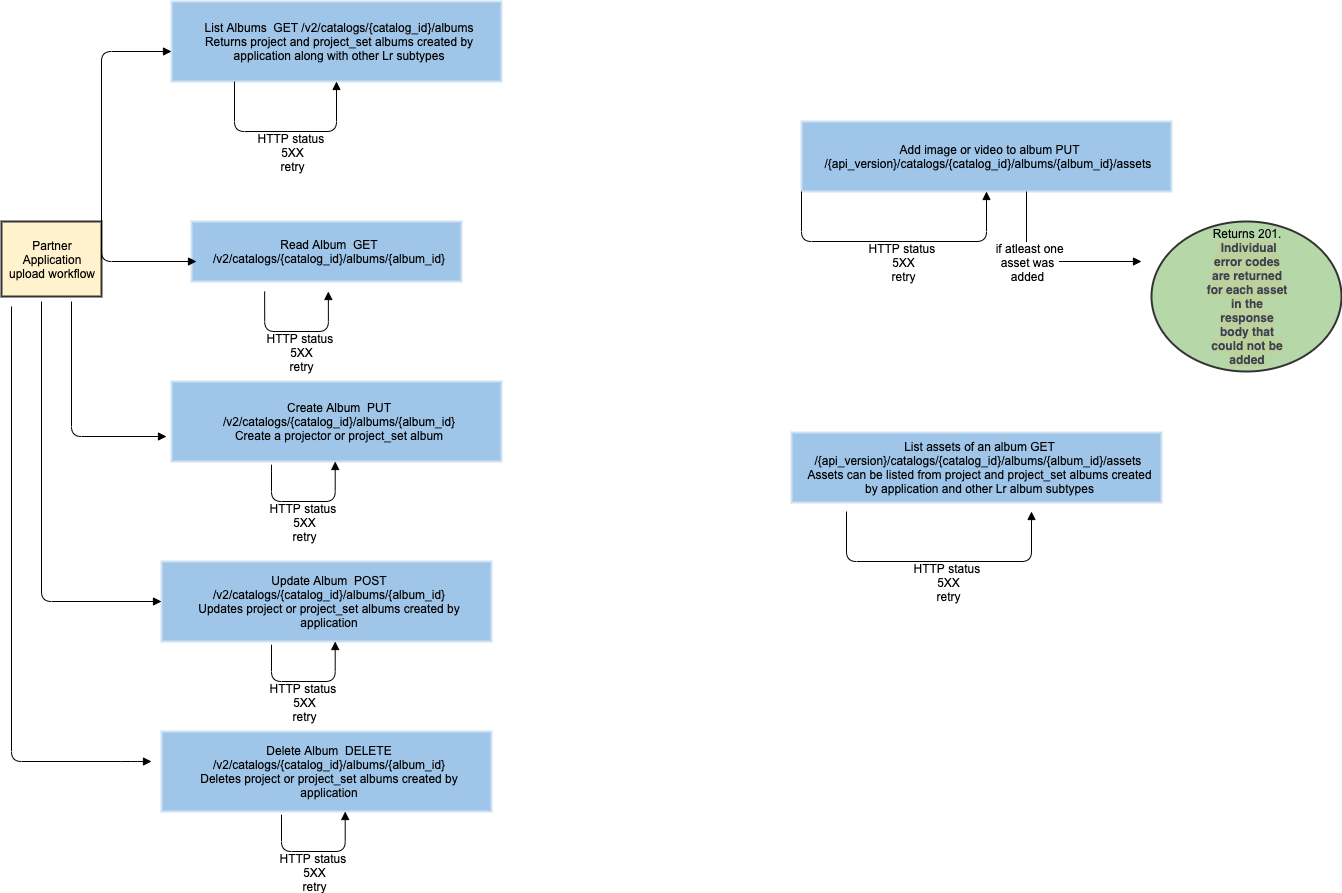 List Albums  GET /v2/catalogs/{catalog_id}/albums
Returns project and project_set albums created by
application along with other Lr subtypes
HTTP status
5XX
retry
Partner
Application
upload workflow
Read Album  GET
/v2/catalogs/{catalog_id}/albums/{album_id}
HTTP status
5XX
retry
Create Album  PUT
/v2/catalogs/{catalog_id}/albums/{album_id}
Create a projector or project_set album
HTTP status
5XX
retry
Update Album  POST
/v2/catalogs/{catalog_id}/albums/{album_id}
Updates project or project_set albums created by
application
HTTP status
5XX
retry
Delete Album  DELETE
/v2/catalogs/{catalog_id}/albums/{album_id}
Deletes project or project_set albums created by
application
HTTP status
5XX
retry
Add image or video to album PUT
/{api_version}/catalogs/{catalog_id}/albums/{album_id}/assets
HTTP status
5XX
retry
if atleast one
asset was
added
Returns 201.
Individual
error codes
are returned
for each asset
in the
response
body that
could not be
added
List assets of an album GET
/{api_version}/catalogs/{catalog_id}/albums/{album_id}/assets
Assets can be listed from project and project_set albums created
by application and other Lr album subtypes
HTTP status
5XX
retry